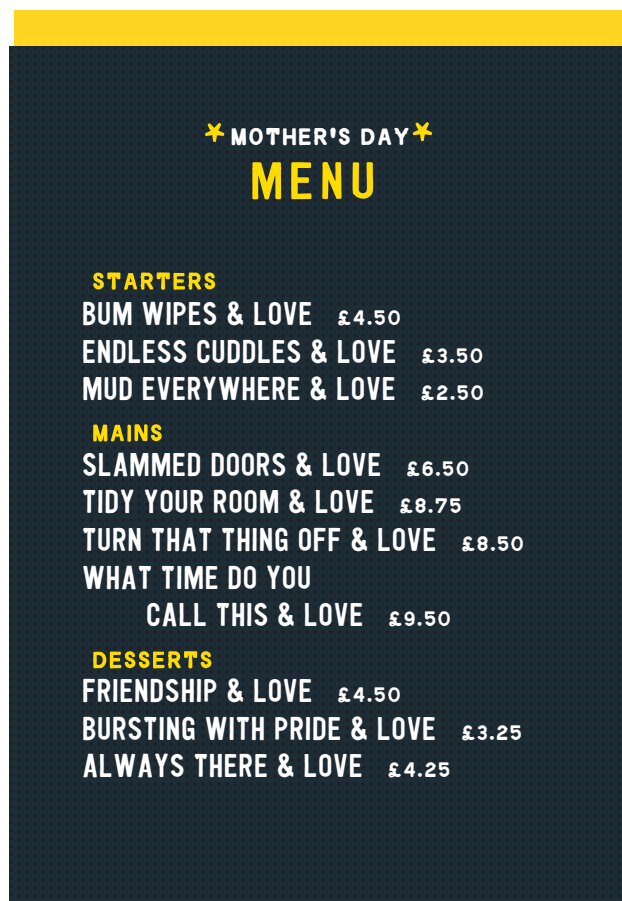 MOTHER'S DAY
MENU
STARTERS
BUM WIPES & LOVE £4.50
ENDLESS CUDDLES & LOVE £3.50
MUD EVERYWHERE & LOVE £2.50
MAINS
SLAMMED DOORS & LOVE £6.50
TIDY YOUR ROOM & LOVE £8.75
TURN THAT THING OFF & LOVE £8.50
WHAT TIME DO YOU
CALL THIS & LOVE £9.50
DESSERTS
FRIENDSHIP & LOVE £4.50
BURSTING WITH PRIDE & LOVE £3.25
ALWAYS THERE & LOVE £4.25